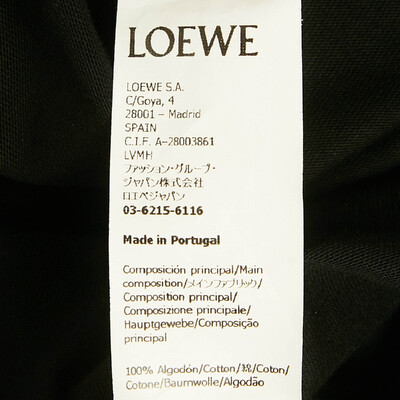 LOEWE
LOEWE S.A.
C/Goya, 4
28001 – Madrid
SPAIN
C.I.F. A-28003861
LVMH
ファッション・グループ・
ジャパン株式会社
ロエベジャパン
03-6215-6116
Made in Portugal
Composición principal/Main
composition/メインファブリック/
Composition principal/
Composizione principale/
Hauptgewebe/Composição
principal
100% Algodón/Cotton/綿/Coton/
Cotone/Baumwolle/Algodão